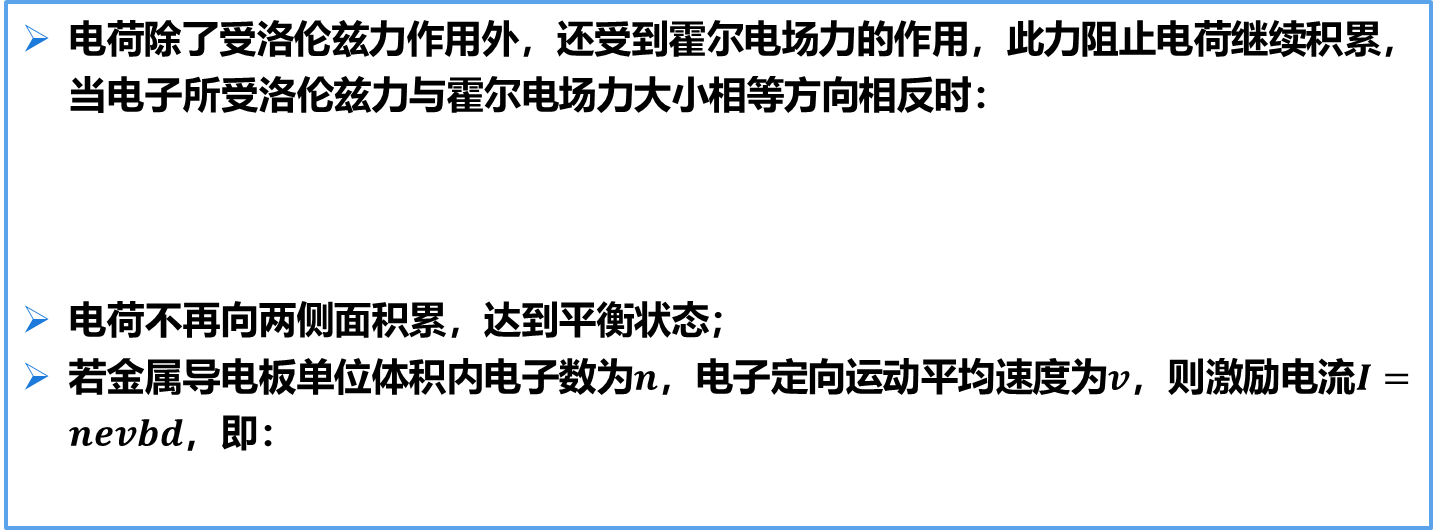 ➢ 电荷除了受洛伦兹力作用外，还受到霍尔电场力的作用，此力阻止电荷继续积累，
当电子所受洛伦兹力与霍尔电场力大小相等方向相反时：
➢ 电荷不再向两侧面积累，达到平衡状态；
➢ 若金属导电板单位体积内电子数为n，电子定向运动平均速度为v，则激励电流I =
nevbd，即：